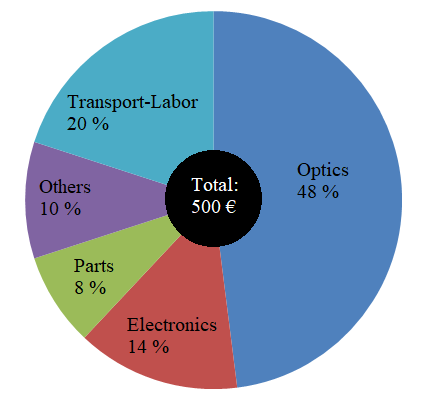 Transport-Labor
20 %
Optics
48 %
Others
10 %
Total:
500 €
Parts
8 %
Electronics
14 %